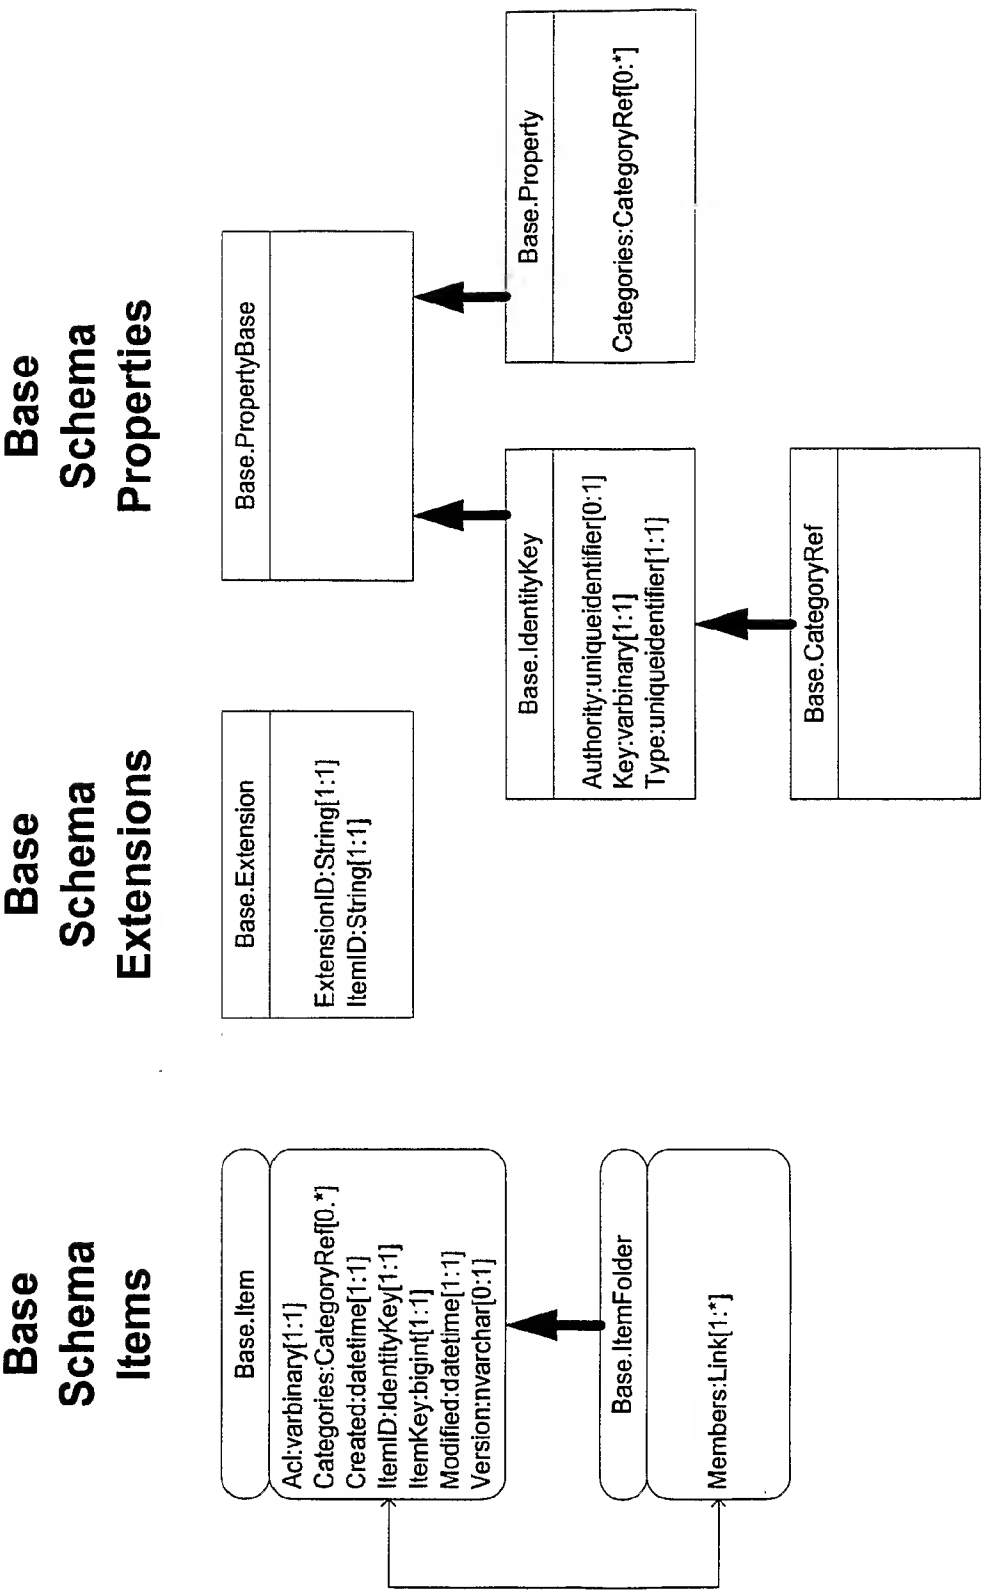 Base
Schema
Items
Base.Item
Acl:varbinary[1:1]
Categories:CategoryRef[0.*]
Created:datetime[1:1]
ItemID:IdentityKey[1:1]
ItemKey:bigint[1:1]
Modified:datetime[1:1]
Version:nvarchar[0:1]
Base.ItemFolder
Members:Link[1:*]
Base
Schema
Extensions
Base.Extension
ExtensionID:String[1:1]
ItemID:String[1:1]
Base
Schema
Properties
Base.PropertyBase
Base.IdentityKey
Authority:uniqueidentifier[0:1]
Key:varbinary[1:1]
Type:uniqueidentifier[1:1]
Base.Property
Categories:CategoryRef[0:*]
Base.CategoryRef